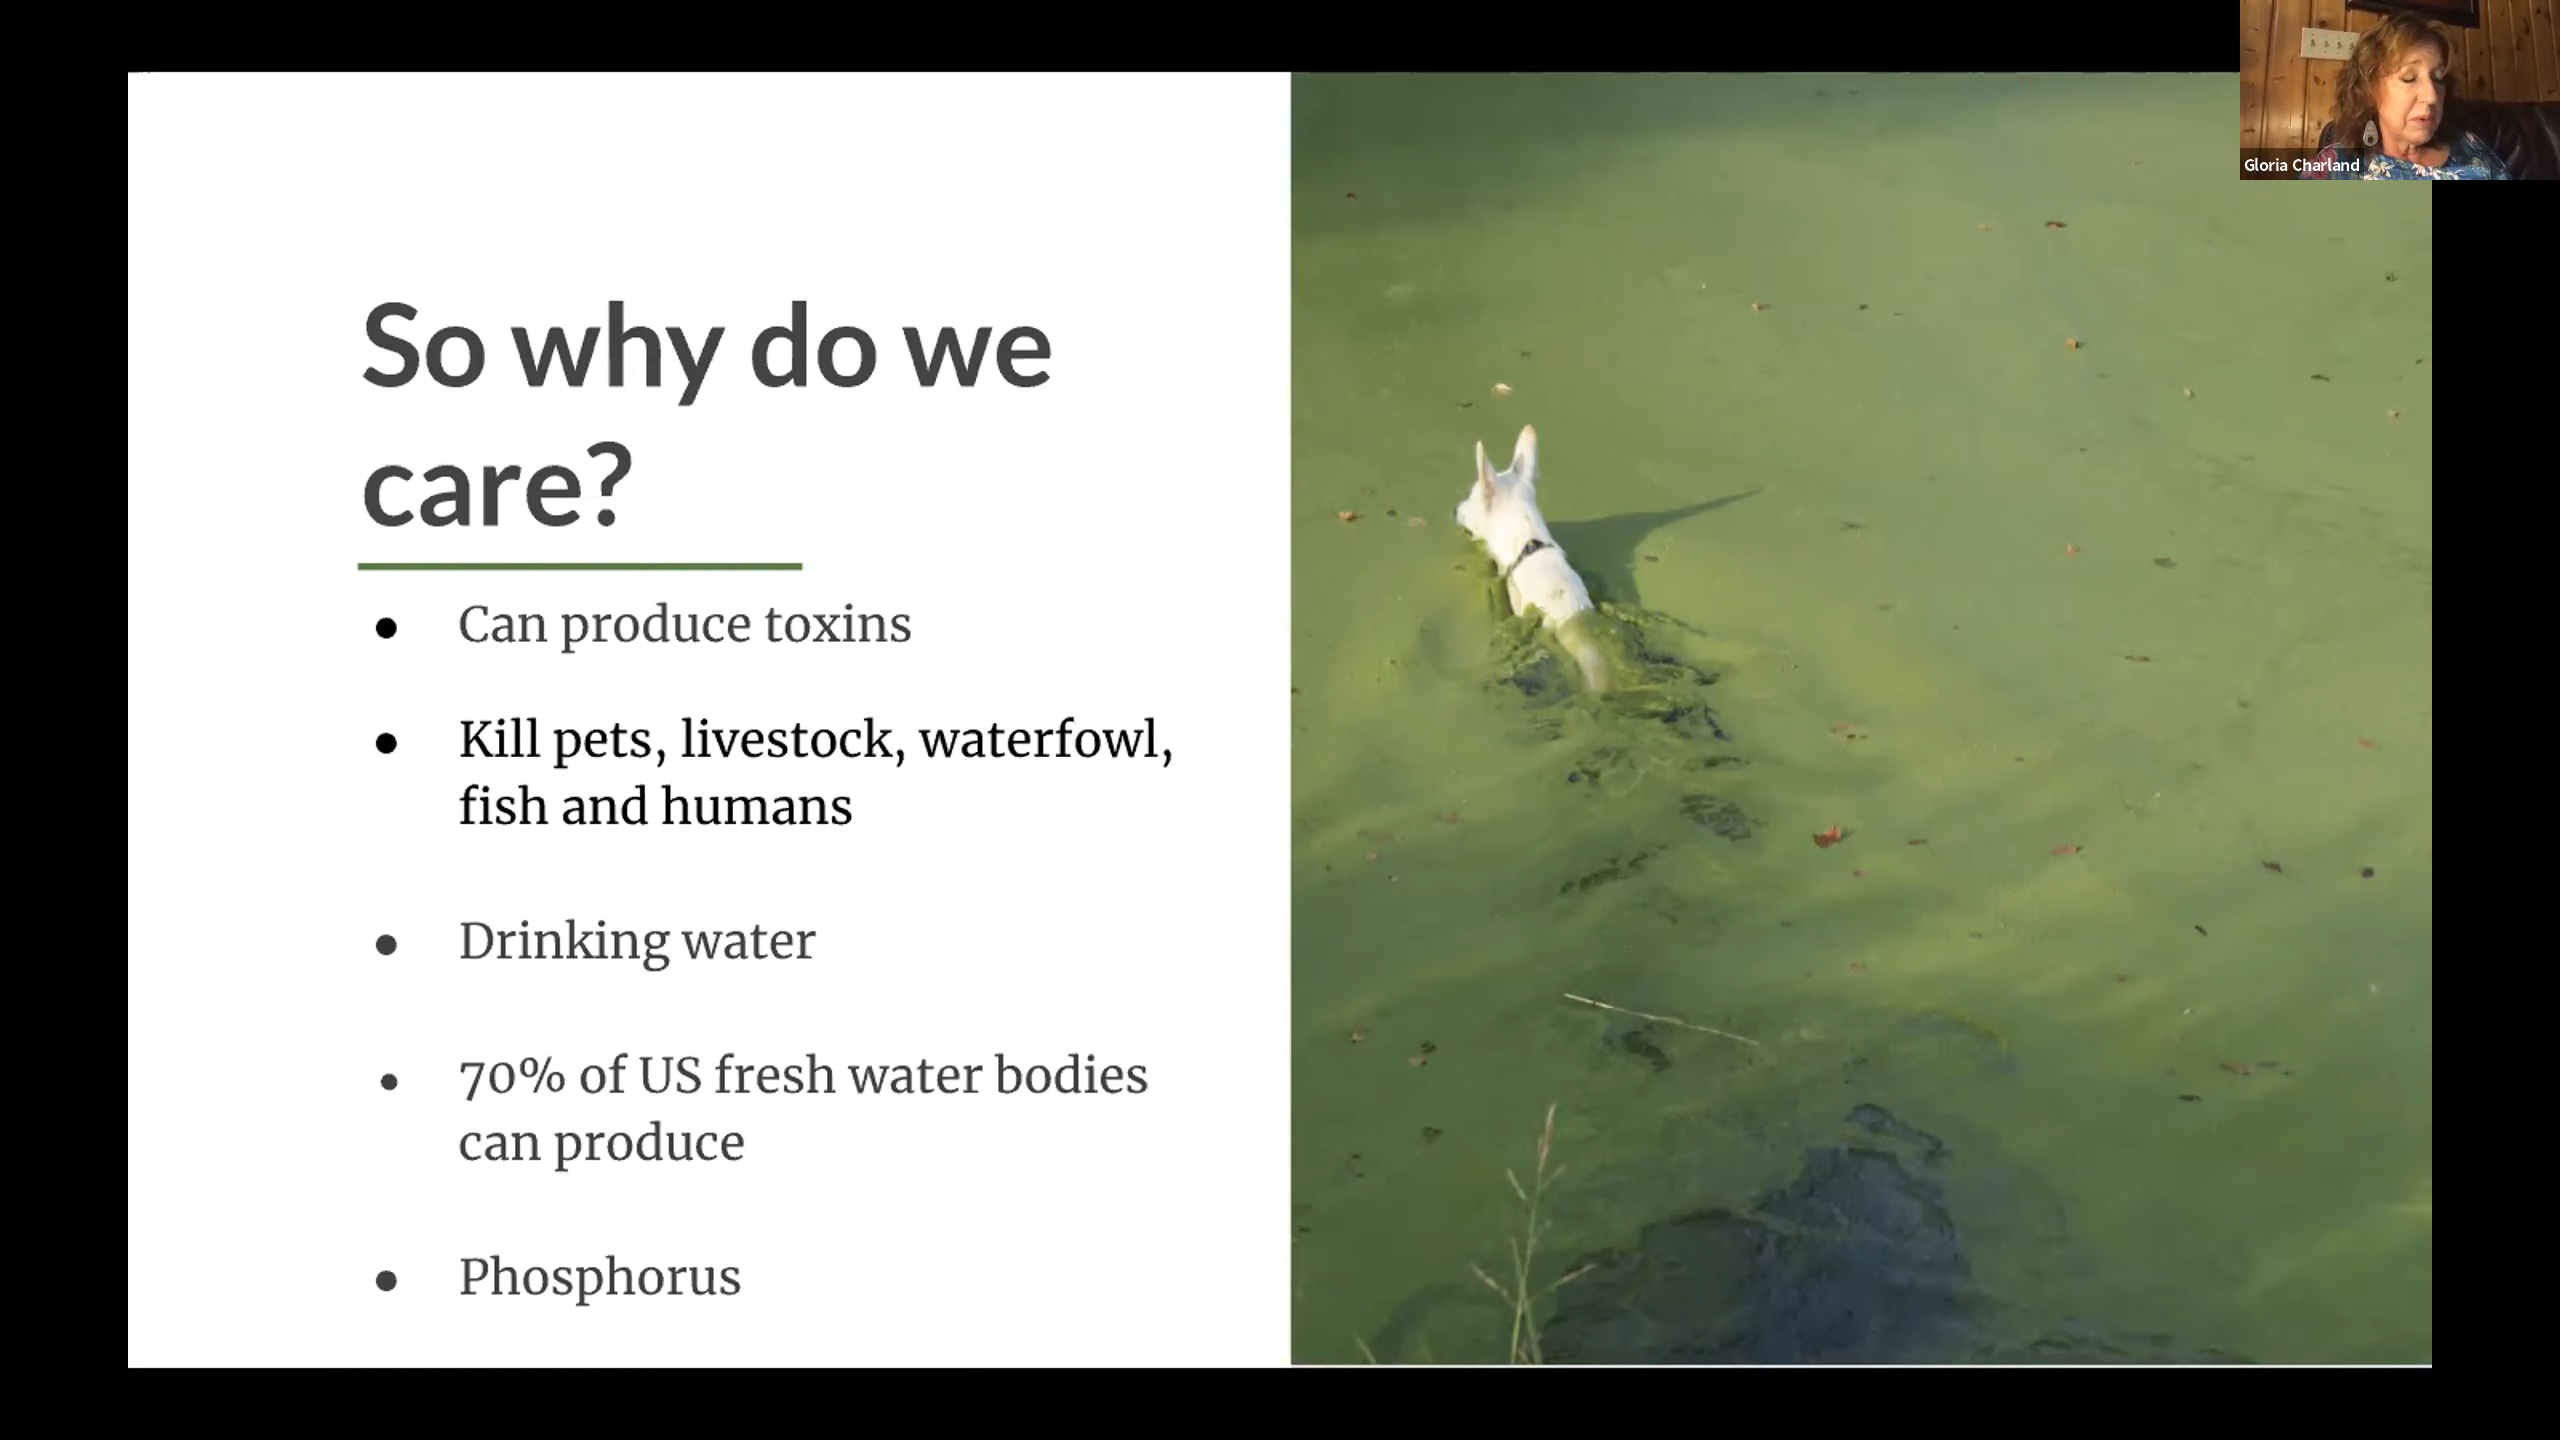 So why do we
care?
Can produce toxins
Kill pets, livestock, waterfowl,
fish and humans
Drinking water
70% of US fresh water bodies
can produce
Phosphorus
Gloria Charland